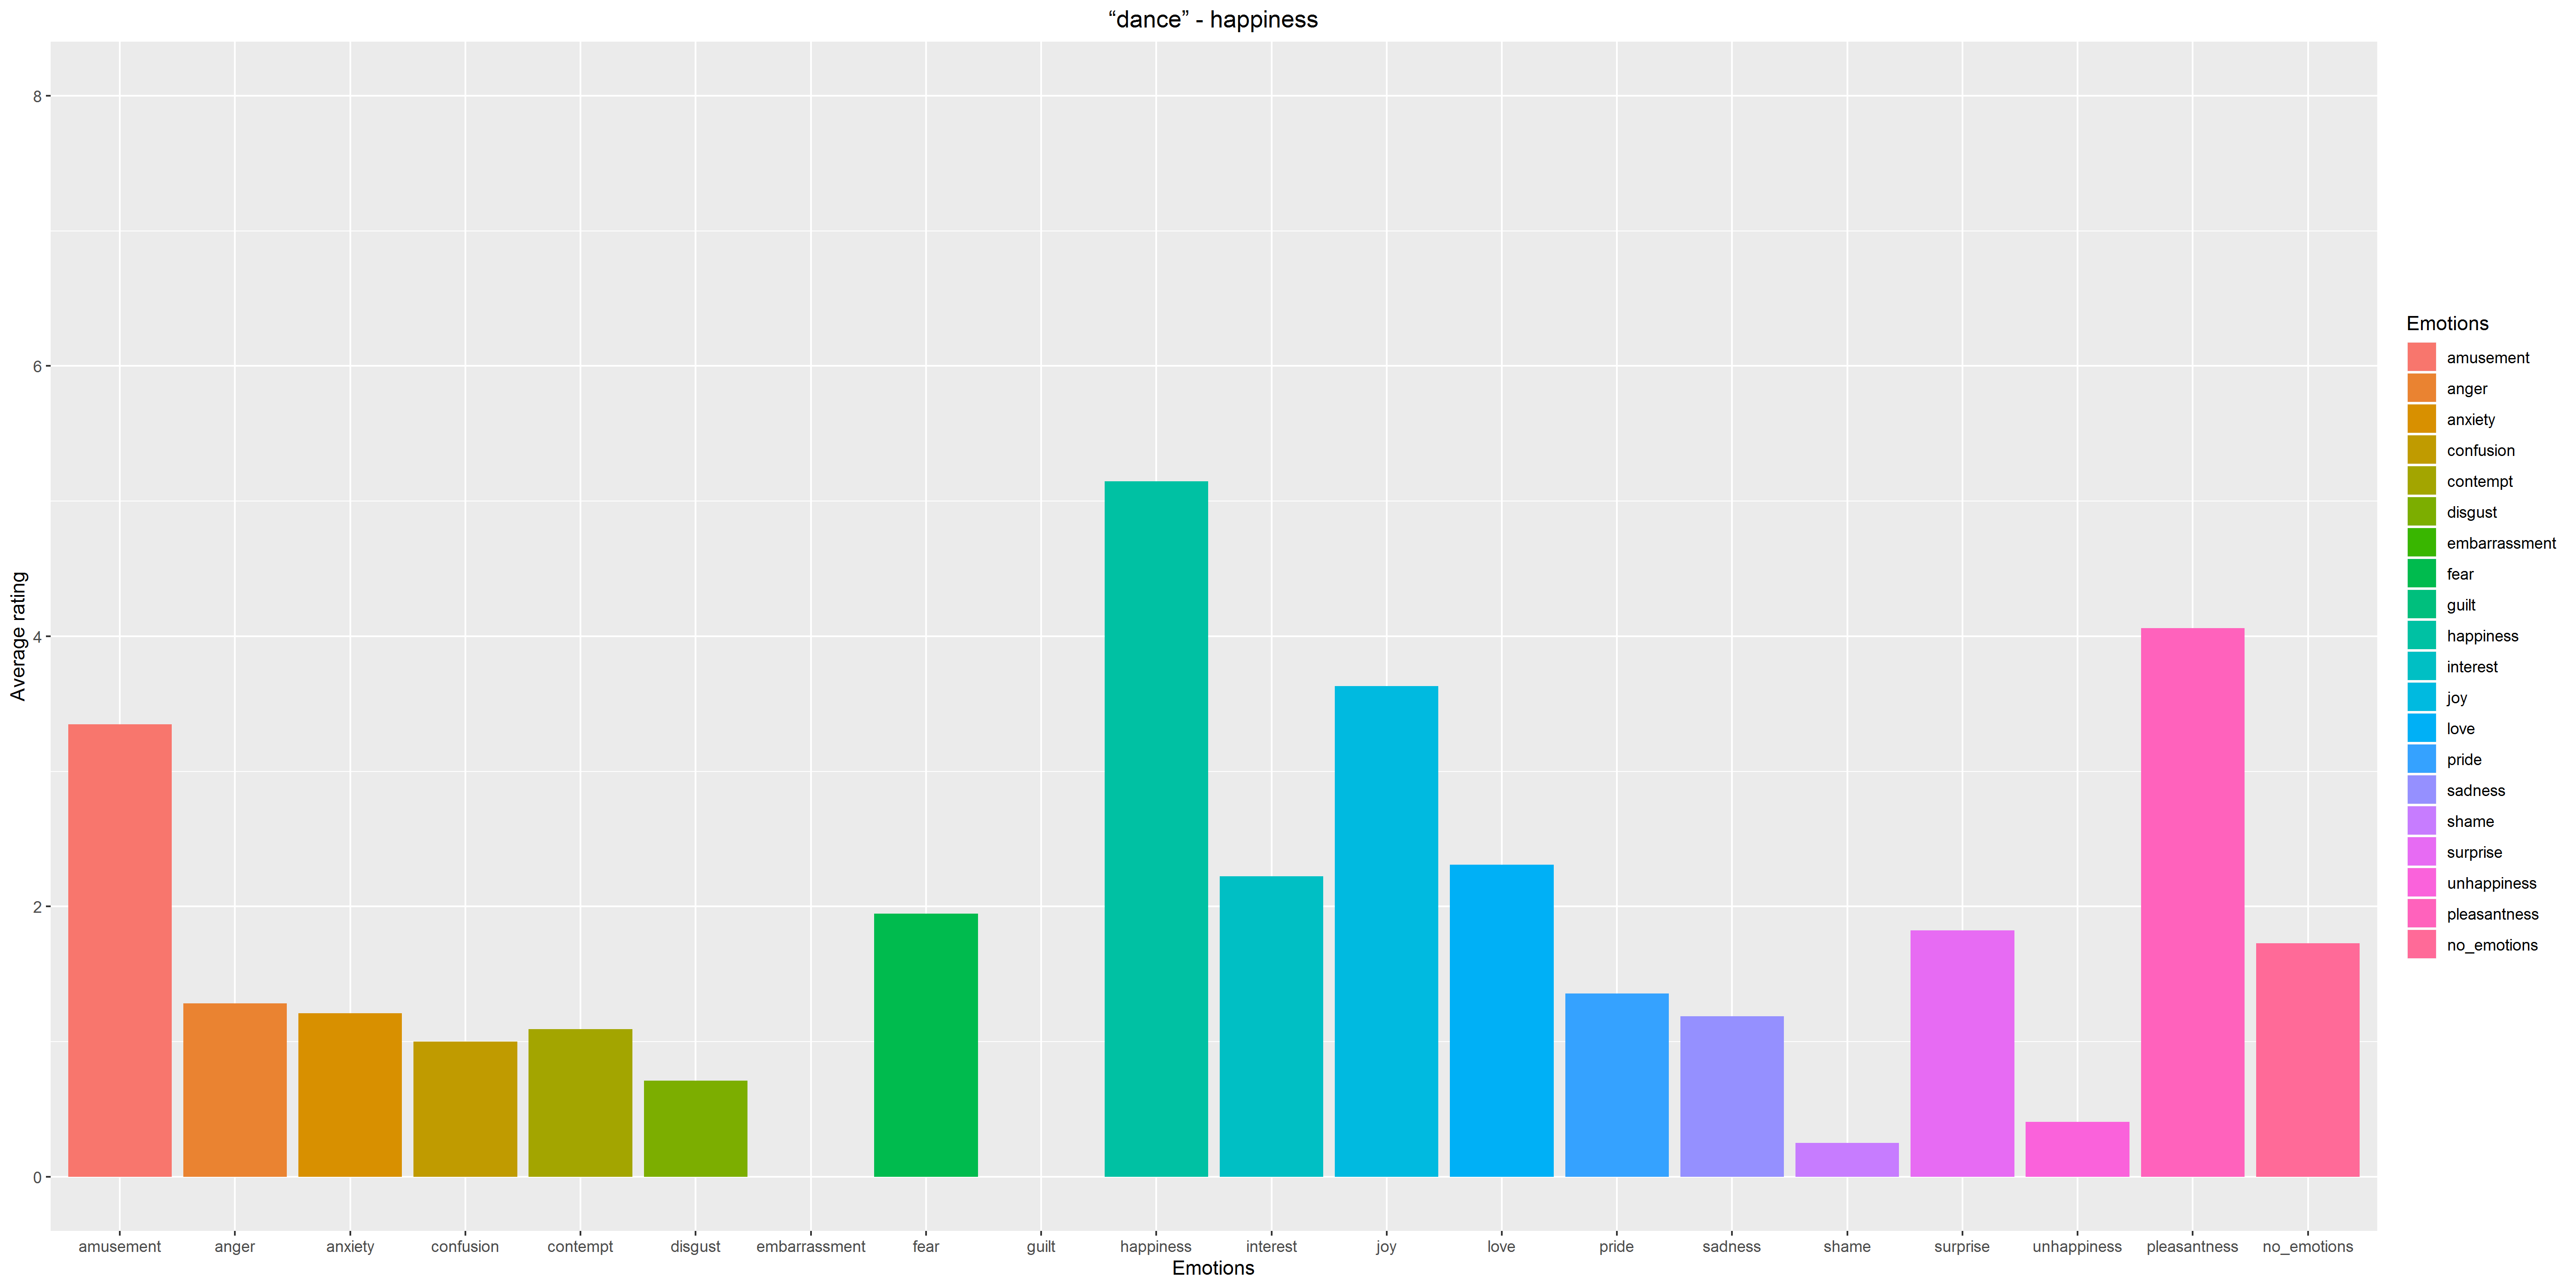 “dance” - happiness
8
6
4
2
0
Average rating
amusement anger anxiety confusion contempt disgust embarrassment fear guilt happiness interest joy love pride sadness shame surprise unhappiness pleasantness no_emotions
Emotions
Emotions
amusement
anger
anxiety
confusion
contempt
disgust
embarrassment
fear
guilt
happiness
interest
joy
love
pride
sadness
shame
surprise
unhappiness
pleasantness
no_emotions